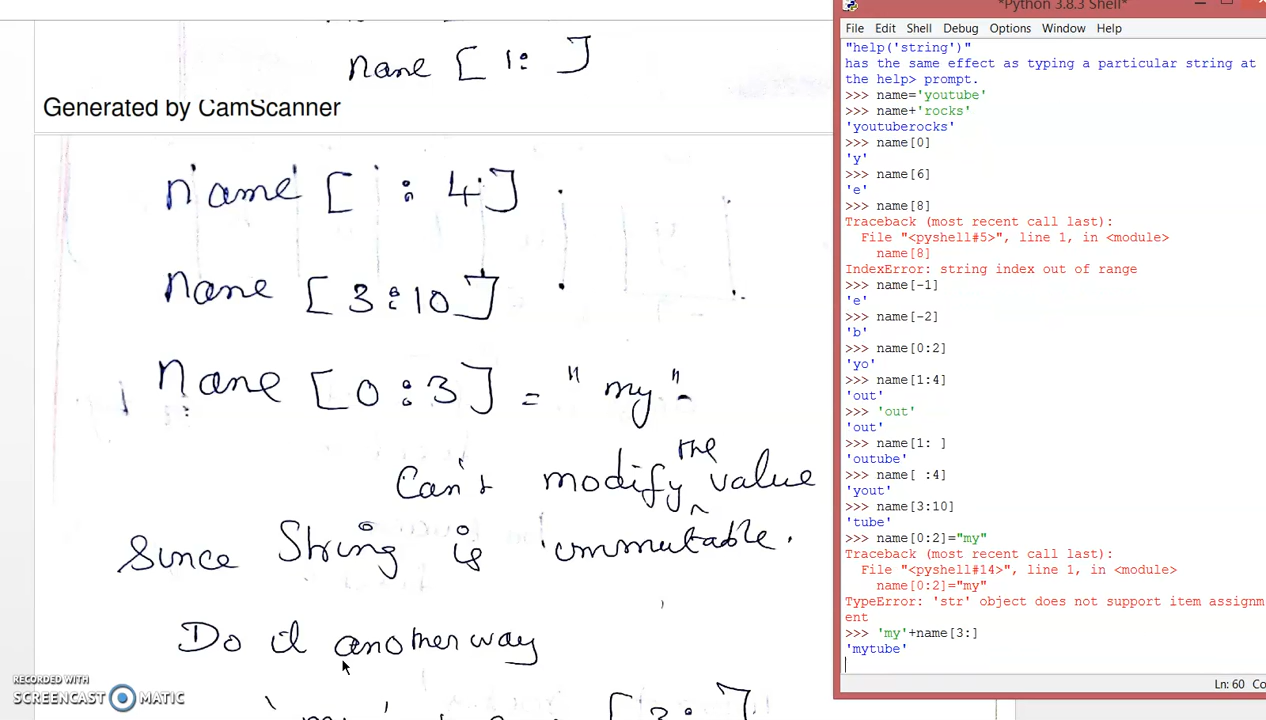 name [ 1: ]
Generated by CamScanner
name [ : 4 ]
name [ 3:10 ]
name [ 0 : 3 ] = "my"
Can't modify the value
Since String is immutable.
Do it another way
[ 3: ]
RECORDED WITH
SCREENCAST MATIC
*Python 3.8.3 Shell*
File Edit Shell Debug Options Window Help
"help('string')"
has the same effect as typing a particular string at
the help> prompt.
>>> name='youtube'
>>> name+'rocks'
'youtuberocks'
>>> name[0]
'y'
>>> name[6]
'e'
>>> name[8]
Traceback (most recent call last):
File "<pyshell#5>", line 1, in <module>
name[8]
IndexError: string index out of range
>>> name[-1]
'e'
>>> name[-2]
'b'
>>> name[0:2]
'yo'
>>> name[1:4]
'out'
>>> 'out'
'out'
>>> name[1: ]
'outube'
>>> name[ :4]
'yout'
>>> name[3:10]
'tube'
>>> name[0:2]="my"
Traceback (most recent call last):
File "<pyshell#14>", line 1, in <module>
name[0:2]="my"
TypeError: 'str' object does not support item assignm
ent
>>> 'my'+name[3:]
'mytube'
Ln: 60 Co